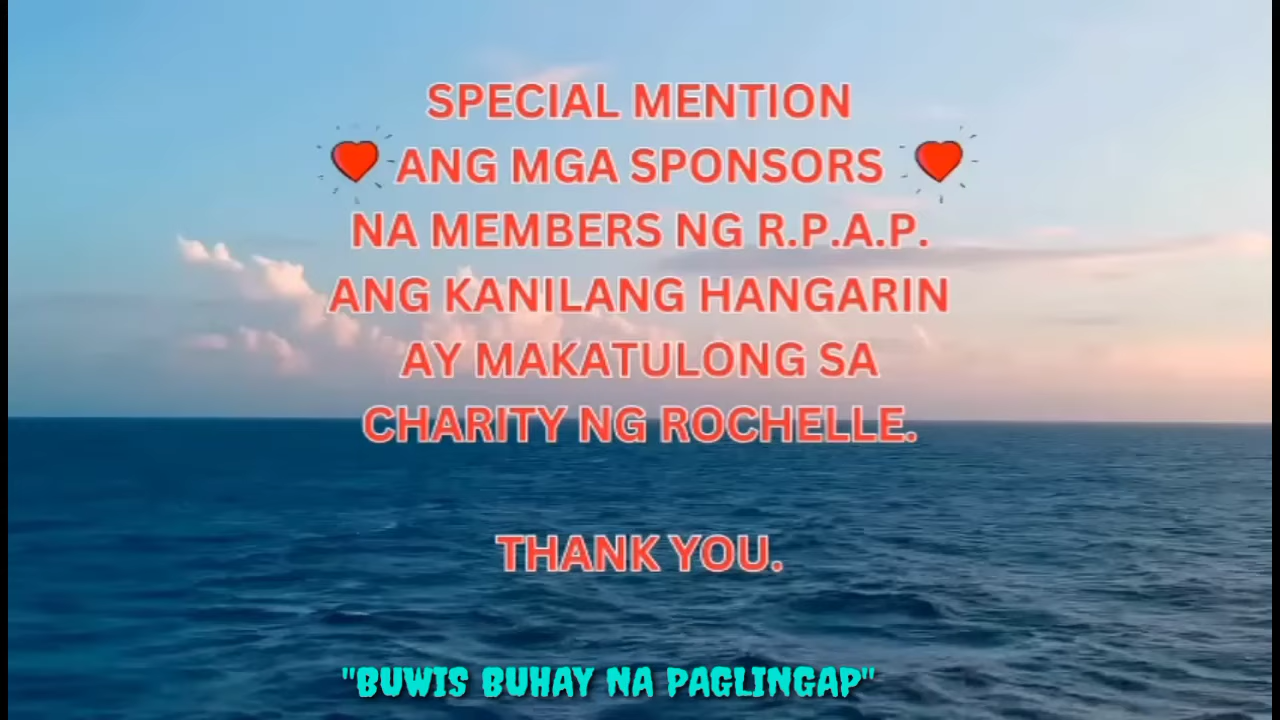 SPECIAL MENTION
ANG MGA SPONSORS
NA MEMBERS NG R.P.A.P.
ANG KANILANG HANGARIN
AY MAKATULONG SA
CHARITY NG ROCHELLE.
THANK YOU.
"BUWIS BUHAY NA PAGLINGAP"